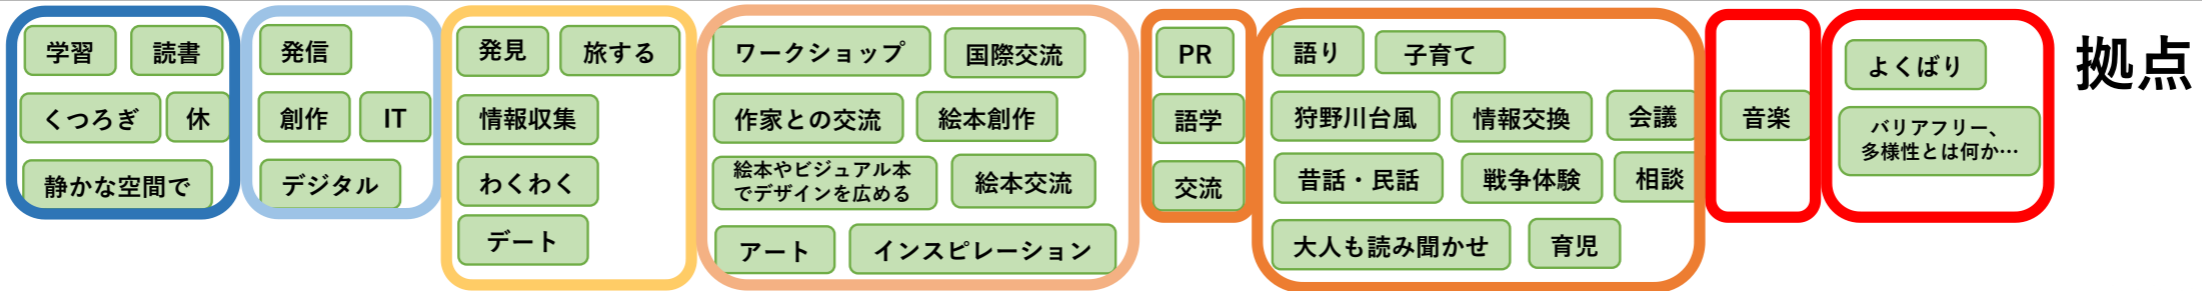 学習
読書
くつろぎ
休
静かな空間で
発信
創作
IT
デジタル
発見
旅する
情報収集
わくわく
デート
ワークショップ
国際交流
作家との交流
絵本創作
絵本やビジュアル本
でデザインを広める
絵本交流
アート
インスピレーション
PR
語学
交流
語り
子育て
狩野川台風
情報交換
会議
昔話・民話
戦争体験
相談
大人も読み聞かせ
育児
音楽
よくばり
バリアフリー、
多様性とは何か…
拠点